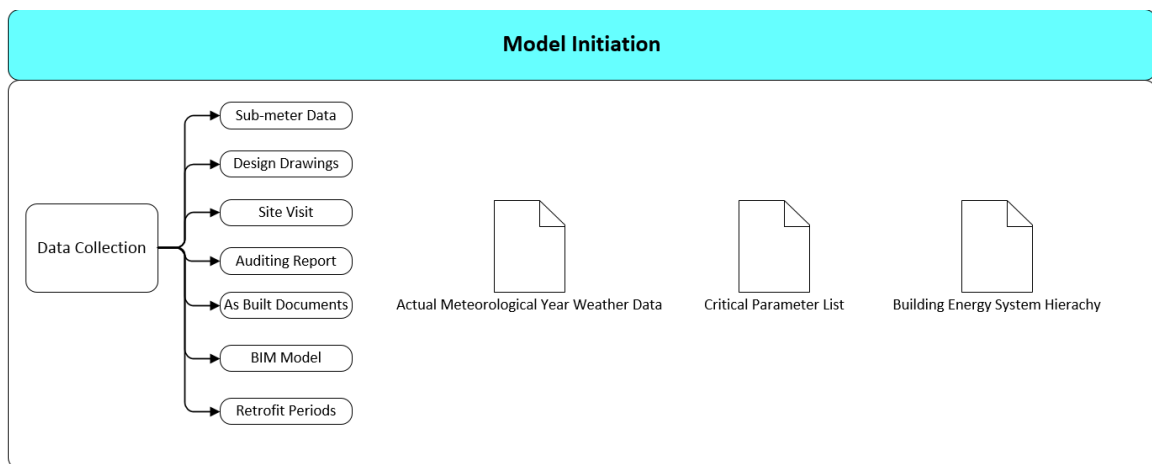 Model Initiation
Data Collection
Sub-meter Data
Design Drawings
Site Visit
Auditing Report
As Built Documents
BIM Model
Retrofit Periods
Actual Meteorological Year Weather Data
Critical Parameter List
Building Energy System Hierachy